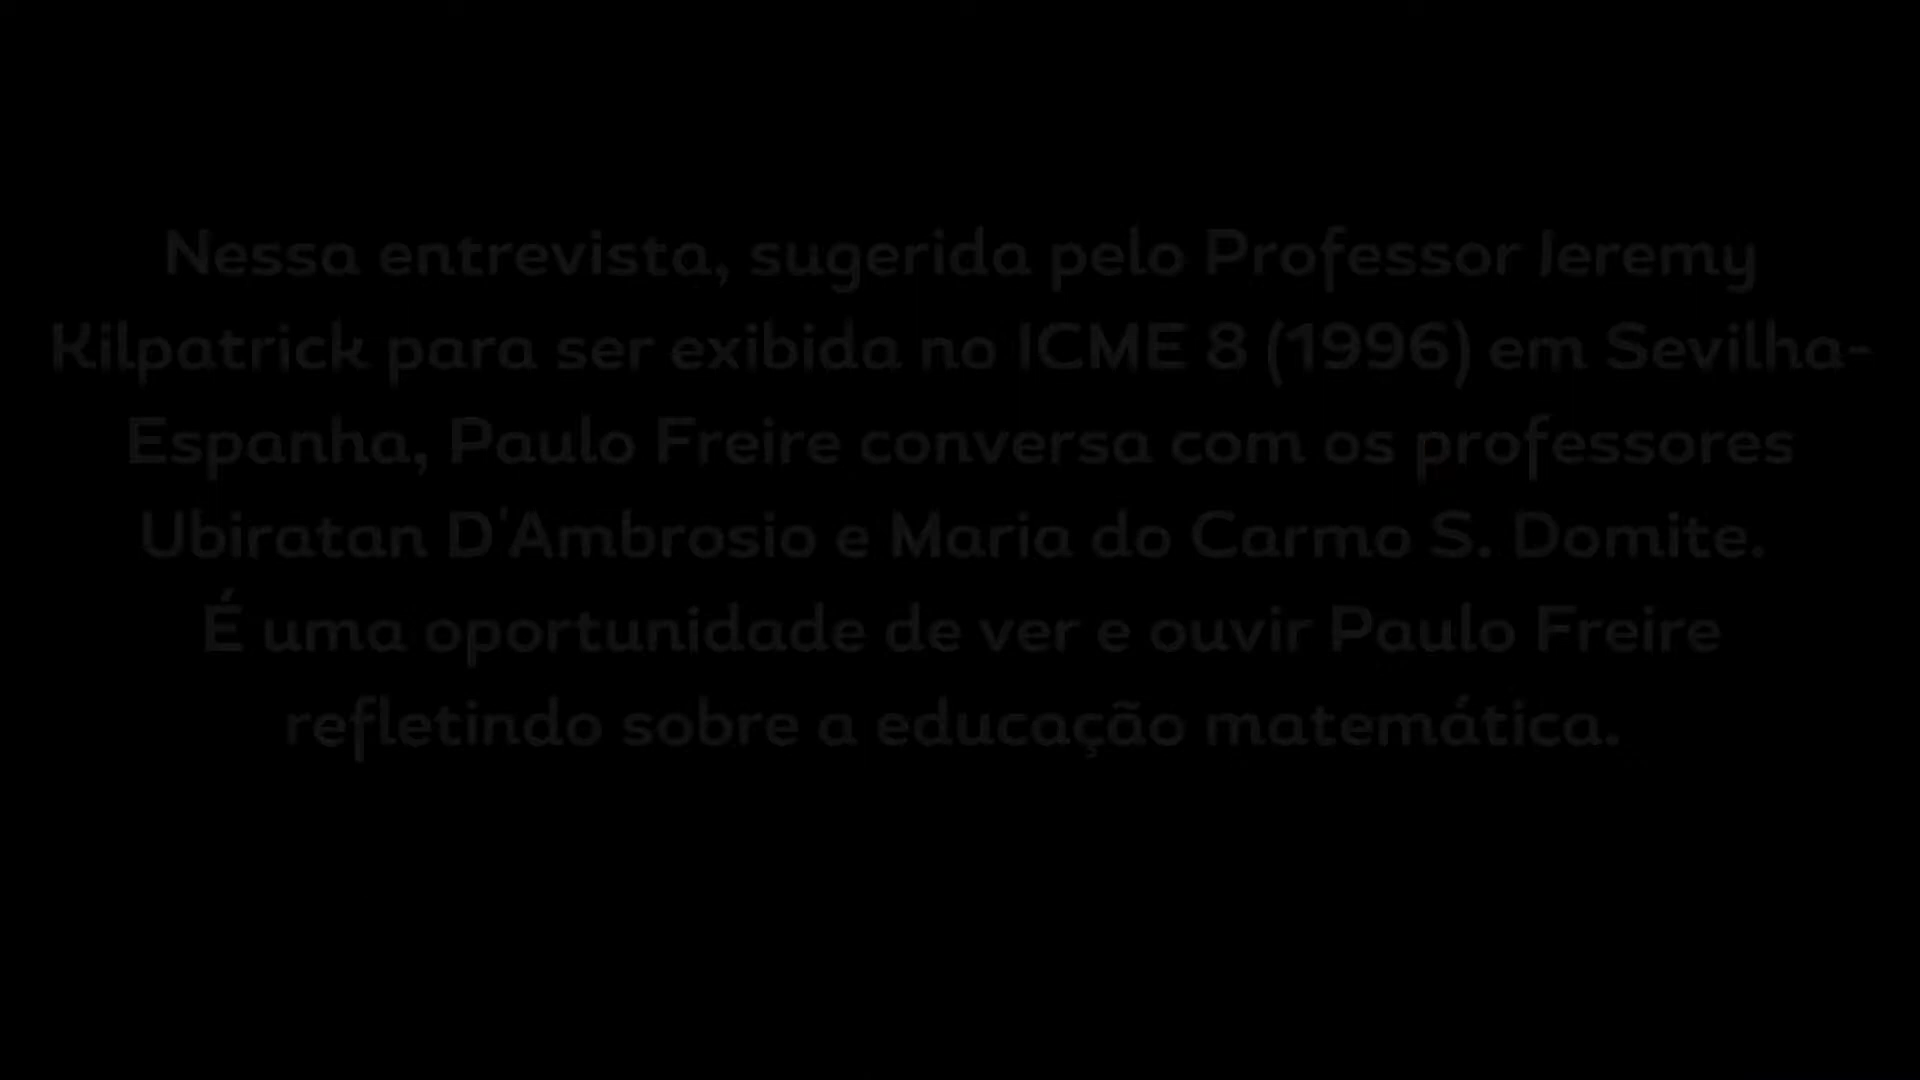 Nessa entrevista, sugerida pelo Professor Jeremy
Kilpatrick para ser exibida no ICME 8 (1996) em Sevilha-
Espanha, Paulo Freire conversa com os professores
Ubiratan D'Ambrosio e Maria do Carmo S. Domite.
É uma oportunidade de ver e ouvir Paulo Freire
refletindo sobre a educação matemática.